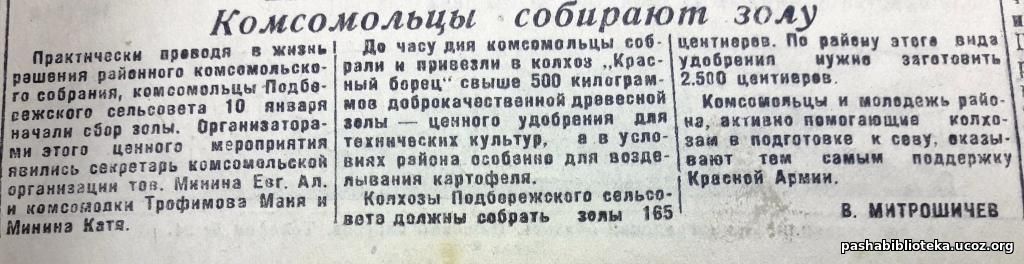 Комсомольцы собирают золу
Практически проводя в жизнь
решения районного комсомольско-
го собрания, комсомольцы Подбе-
режского сельсовета 10 января
начали сбор золы. Организатора-
ми этого ценного мероприятия
явились секретарь комсомольской
организации тов. Минина Евг. Ал.
и комсомолки Трофимова Маня и
Минина Катя.
До часу дня комсомольцы соб-
рали и привезли в колхоз „Крас-
ный борец" свыше 500 килограм-
мов доброкачественной древесной
золы — ценного удобрения для
технических культур, а в усло-
виях района особенно для возде-
лывания картофеля.
Колхозы Подбережского сельсо-
вета должны собрать золы 165
центнеров. По району этого вида
удобрения нужно заготовить
2.500 центнеров.
Комсомольцы и молодежь райо-
на, активно помогающие колхо-
зам в подготовке к севу, оказы-
вают тем самым поддержку
Красной Армии.
В. МИТРОШИЧЕВ
pashabiblioteka.ucoz.org